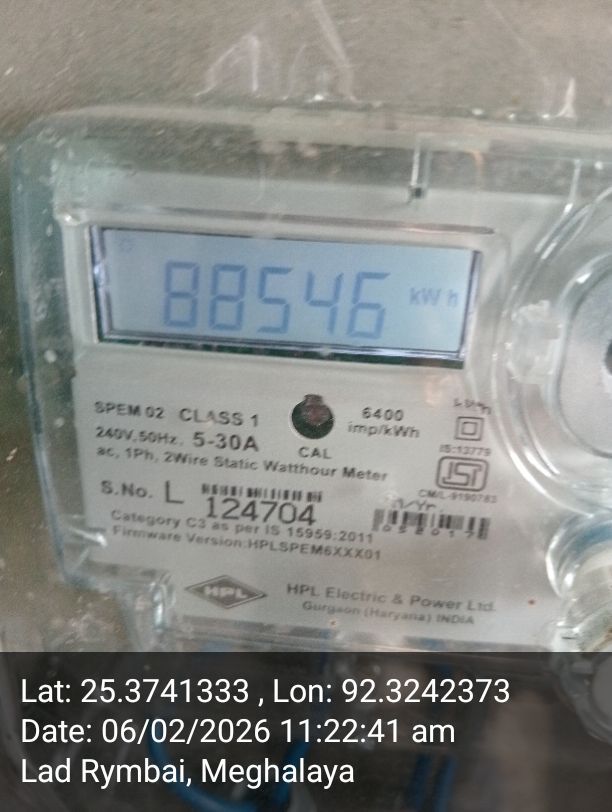 88546 kWh
SPEM 02 CLASS 1
6400
imp/kWh
240V,50Hz, 5-30A
CAL
IS:13779
ac, 1Ph, 2Wire Static Watthour Meter
CM/L-9190783
S.No. L 124704
Category C3 as per IS 15959:2011
Firmware Version:HPLSPEM6XXX01
HPL
HPL Electric & Power Ltd.
Gurgaon (Haryana) INDIA
Lat: 25.3741333 , Lon: 92.3242373
Date: 06/02/2026 11:22:41 am
Lad Rymbai, Meghalaya